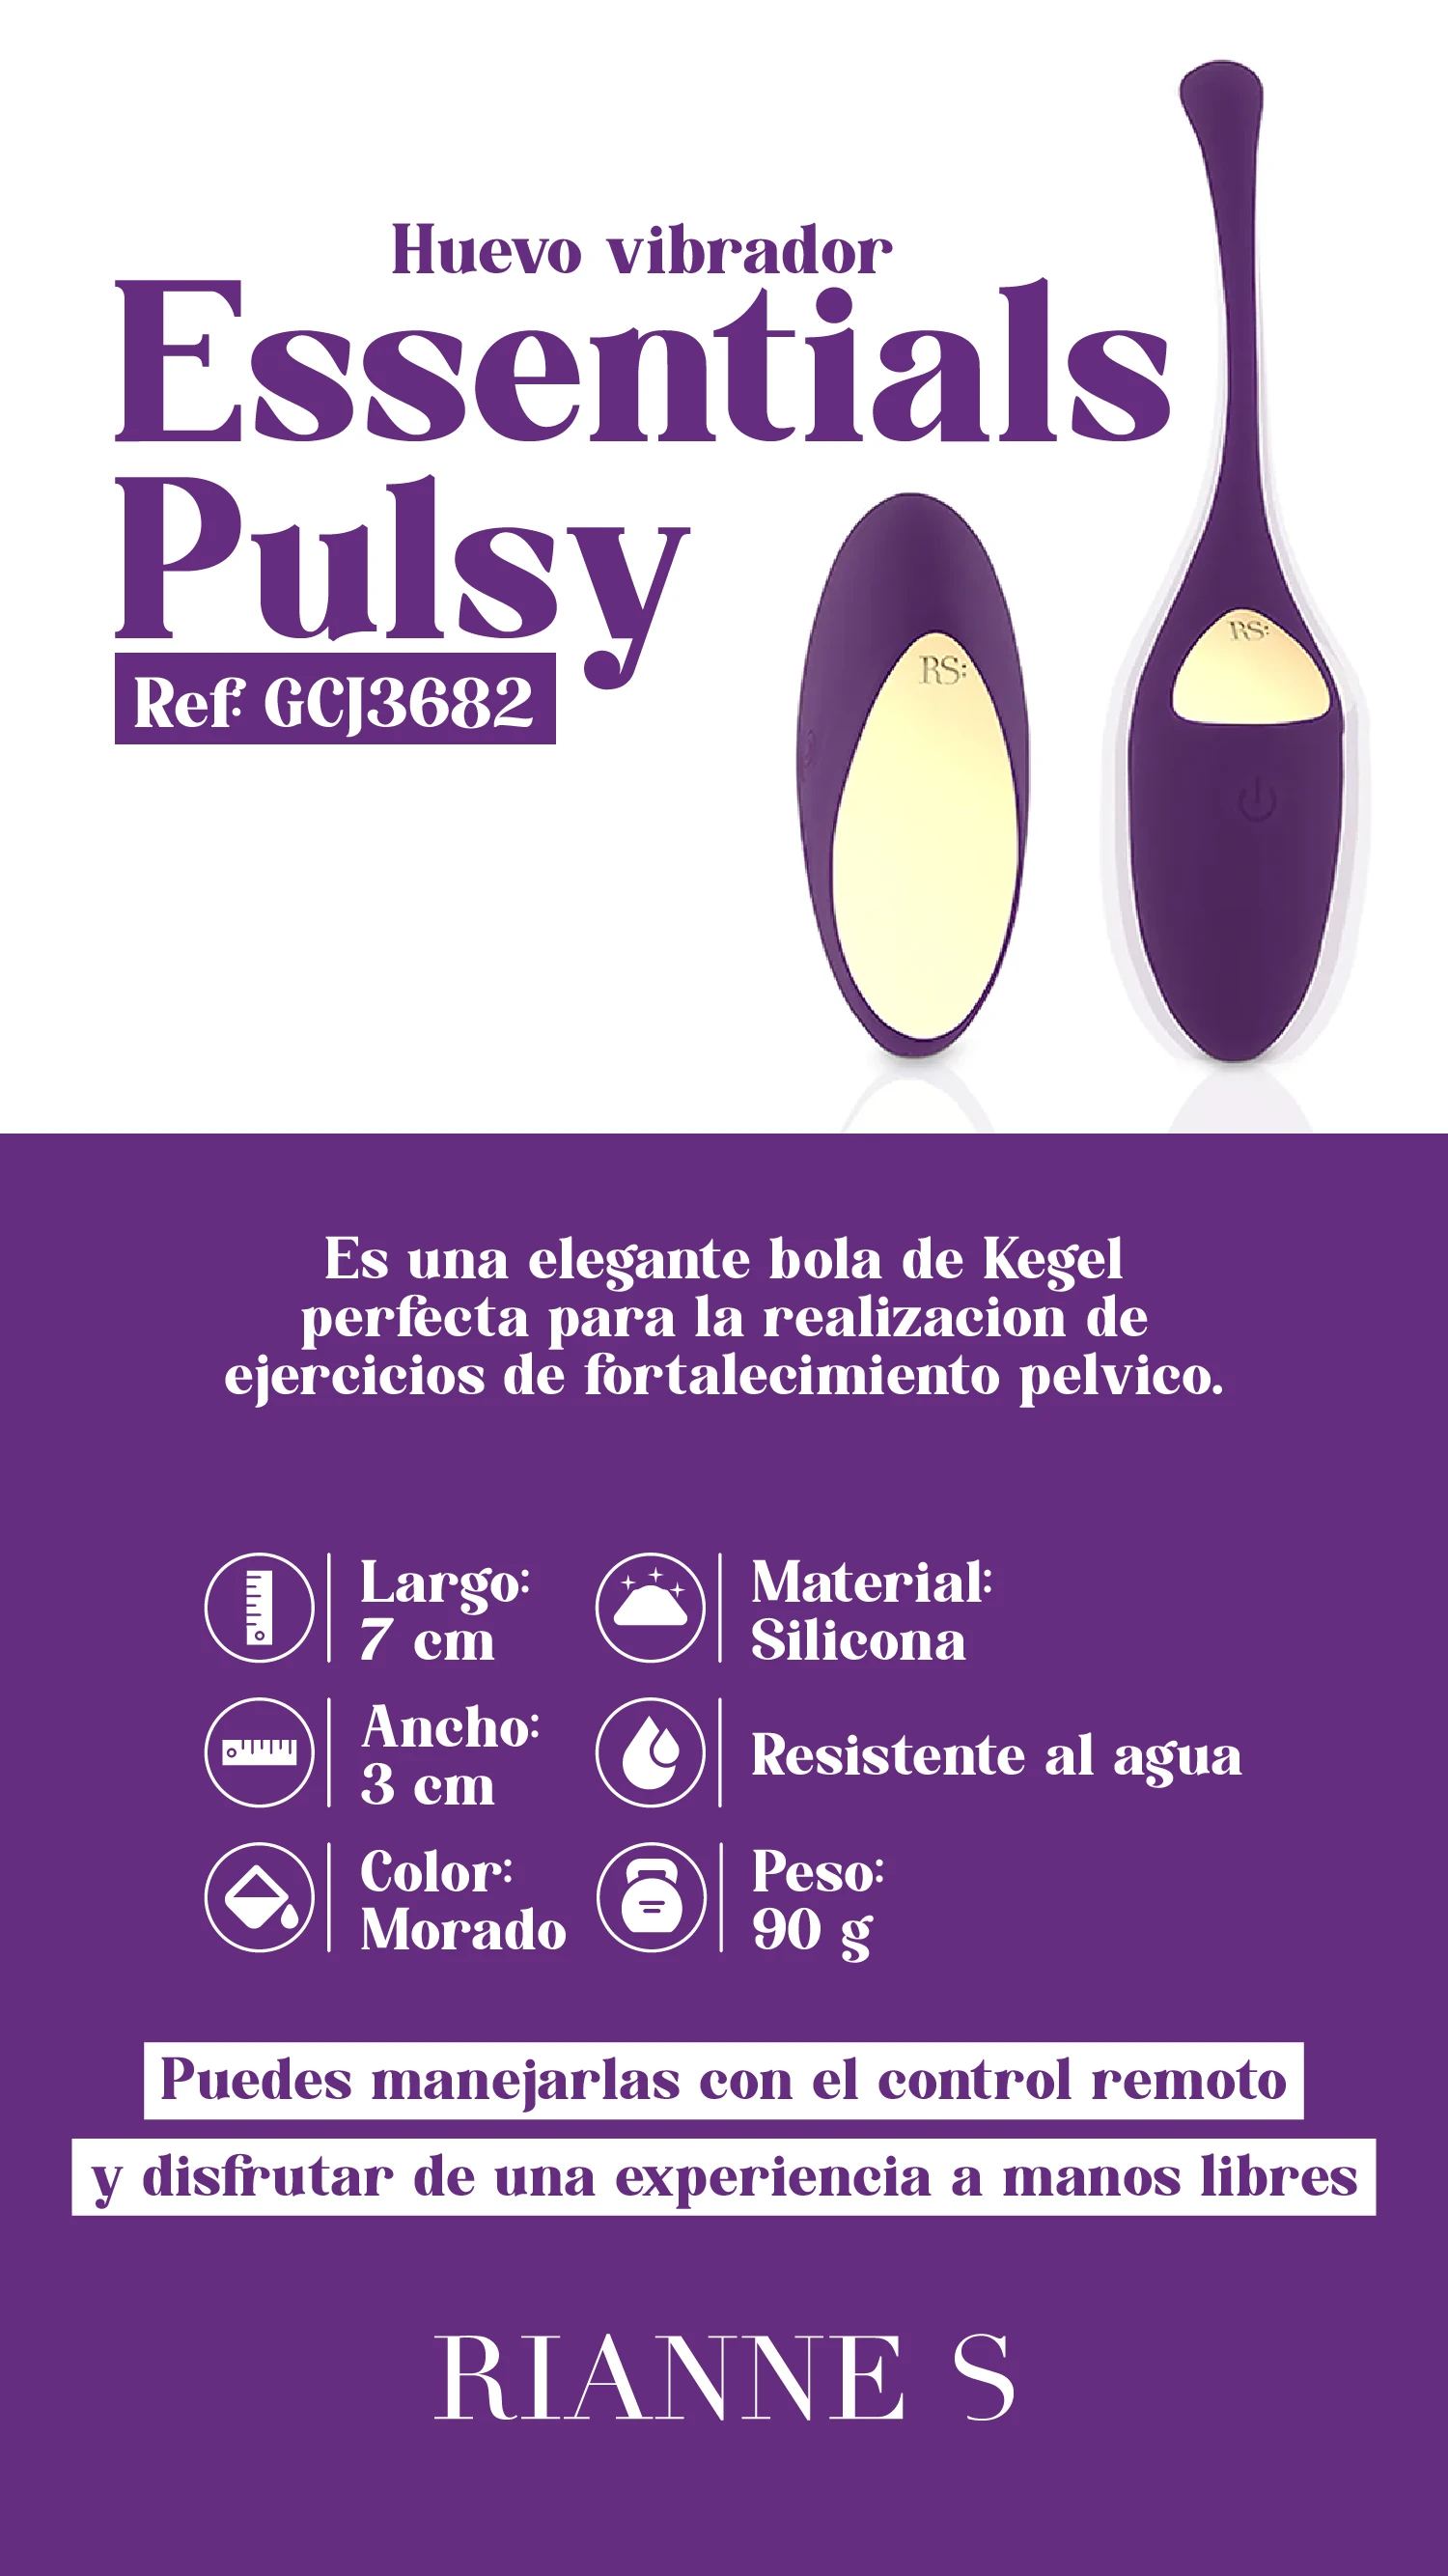 Huevo vibrador
Essentials
Pulsy
Ref: GCJ3682
RS:
RS:
Es una elegante bola de Kegel
perfecta para la realizacion de
ejercicios de fortalecimiento pelvico.
Largo:
7 cm
Material:
Silicona
Ancho:
3 cm
Resistente al agua
Color:
Morado
Peso:
90 g
Puedes manejarlas con el control remoto
y disfrutar de una experiencia a manos libres
RIANNE S